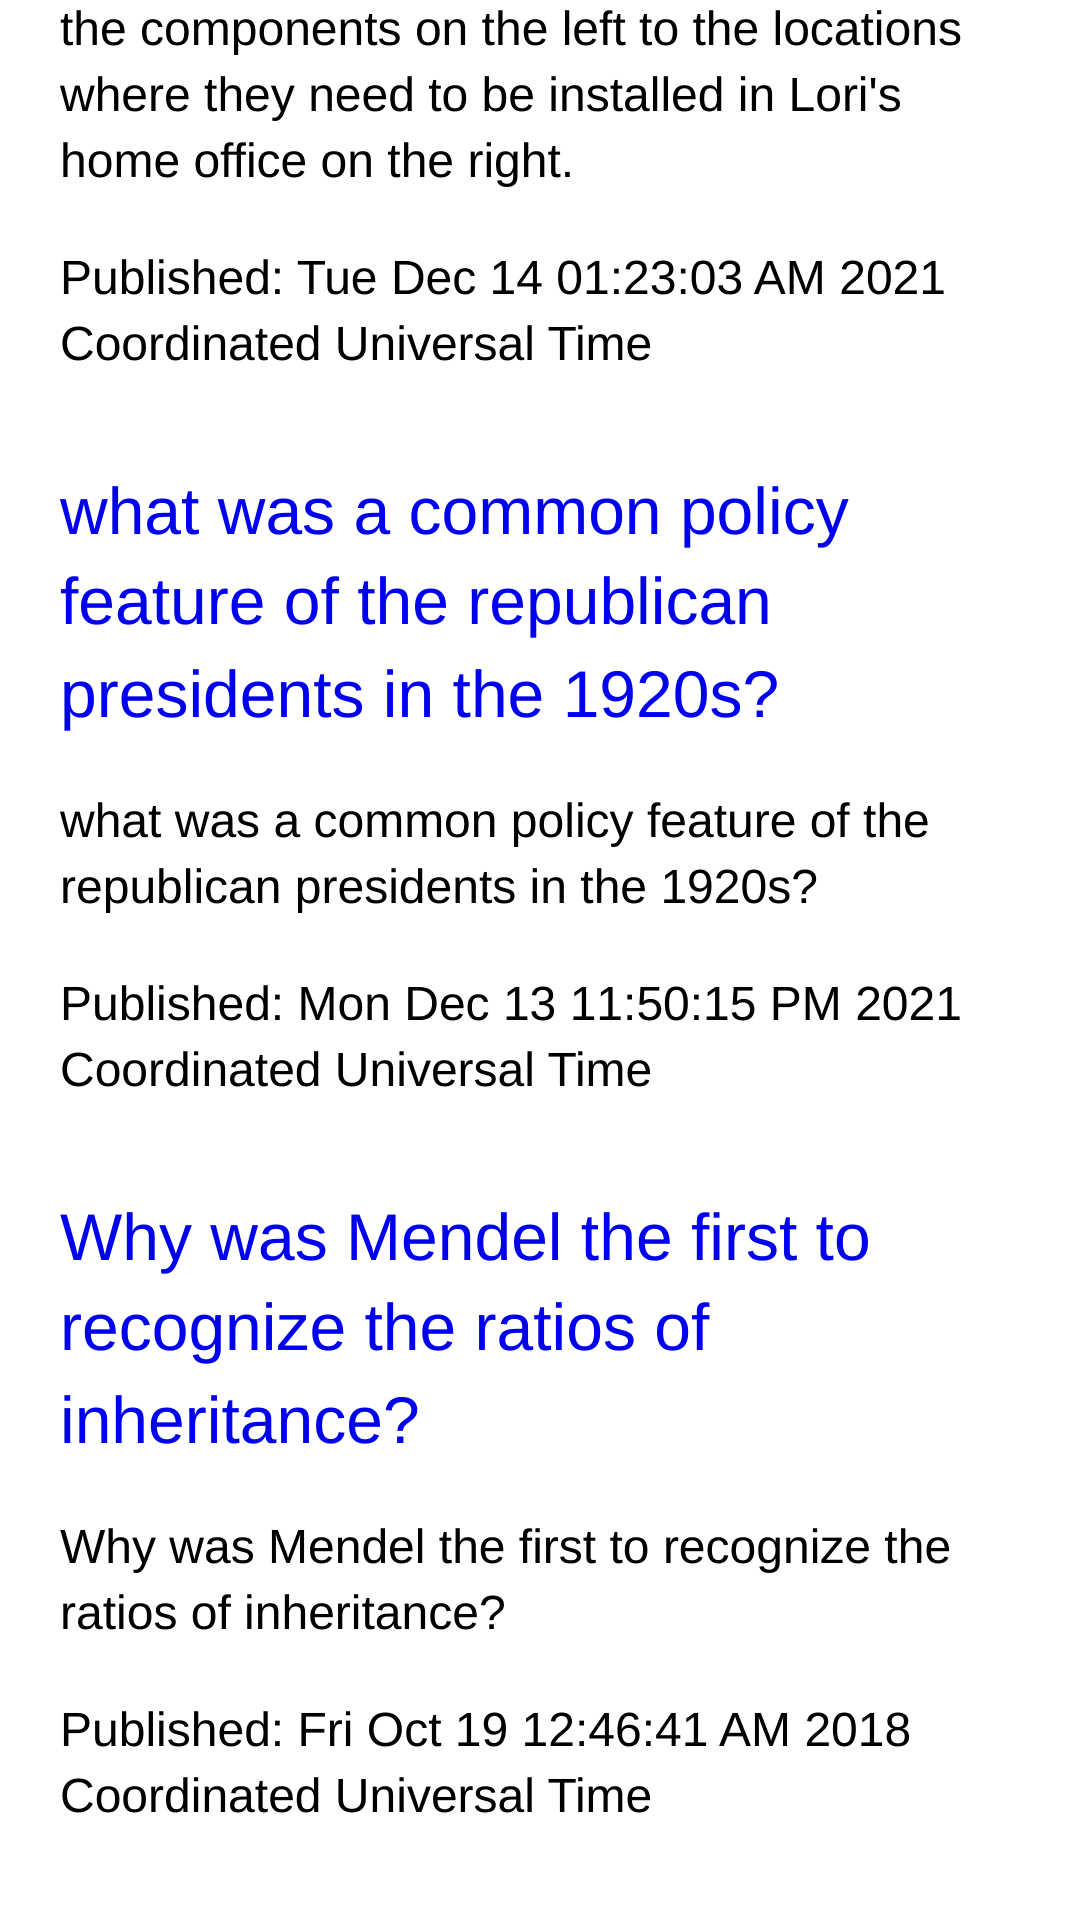 the components on the left to the locations
where they need to be installed in Lori's
home office on the right.
Published: Tue Dec 14 01:23:03 AM 2021
Coordinated Universal Time
what was a common policy
feature of the republican
presidents in the 1920s?
what was a common policy feature of the
republican presidents in the 1920s?
Published: Mon Dec 13 11:50:15 PM 2021
Coordinated Universal Time
Why was Mendel the first to
recognize the ratios of
inheritance?
Why was Mendel the first to recognize the
ratios of inheritance?
Published: Fri Oct 19 12:46:41 AM 2018
Coordinated Universal Time